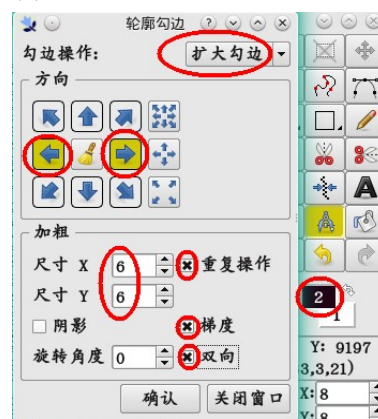 轮廓勾边
勾边操作: 扩大勾边
方向
加粗
尺寸 X 6 重复操作
尺寸 Y 6
阴影 梯度
旋转角度 0 双向
确认 关闭窗口
A
2
1
Y: 9197
3,3,21)
X: 8
Y: 8